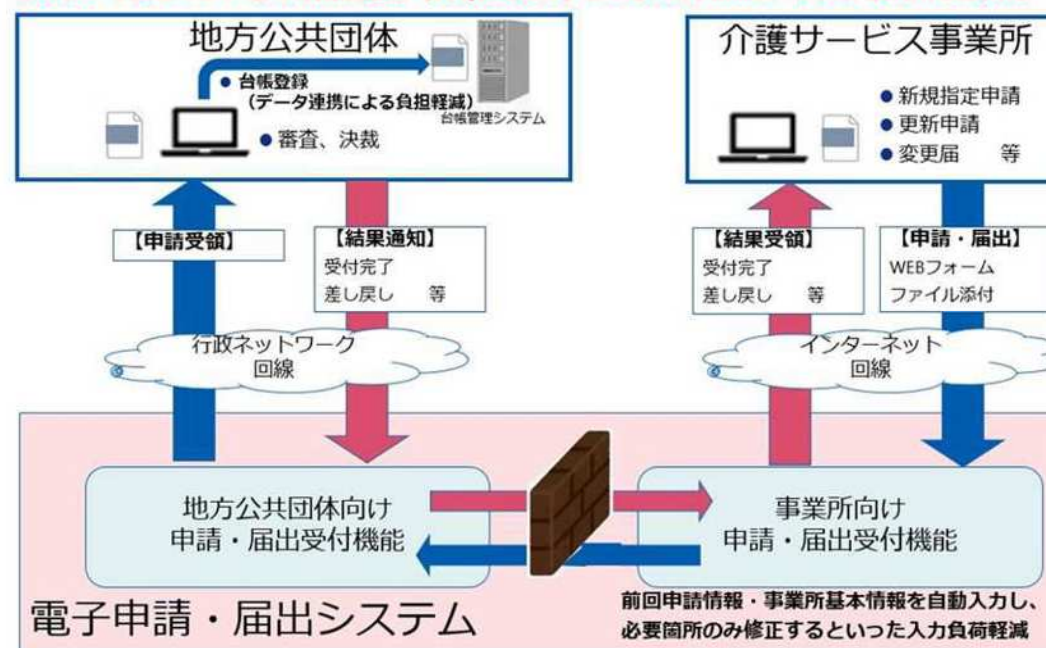 地方公共団体
● 台帳登録
(データ連携による負担軽減)
台帳管理システム
● 審査、決裁
介護サービス事業所
● 新規指定申請
● 更新申請
● 変更届 等
【申請受領】
【結果通知】
受付完了
差し戻し 等
【結果受領】
受付完了
差し戻し 等
【申請・届出】
WEBフォーム
ファイル添付
行政ネットワーク
回線
インターネット
回線
地方公共団体向け
申請・届出受付機能
事業所向け
申請・届出受付機能
電子申請・届出システム
前回申請情報・事業所基本情報を自動入力し、
必要箇所のみ修正するといった入力負荷軽減